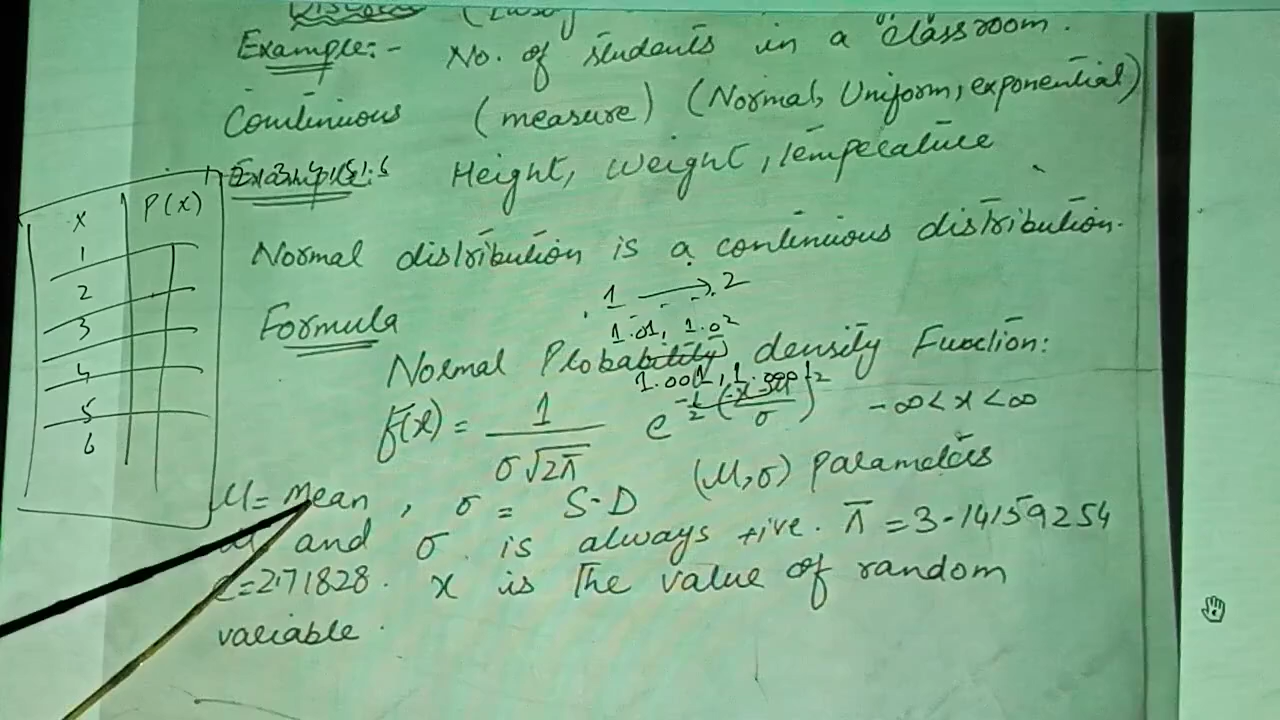 Example:- No. of students in a classroom.
Continuous (measure) (Normal, Uniform, exponential)
Example: Height, Weight, Temperature
Normal distribution is a continuous distribution.
1 → 2
1.01, 1.02
Formula
Normal Probability density Function:
1.001,
f(x) = 1/σ√2π e^-1/2(x-μ/σ)^2 -∞<x<∞
(μ,σ) Parameters
μ= Mean, σ = S.D
and σ is always +ive. π = 3.14159254
e=2.71828. x is the value of random
variable.
x P(x)
1
2
3
4
5
6